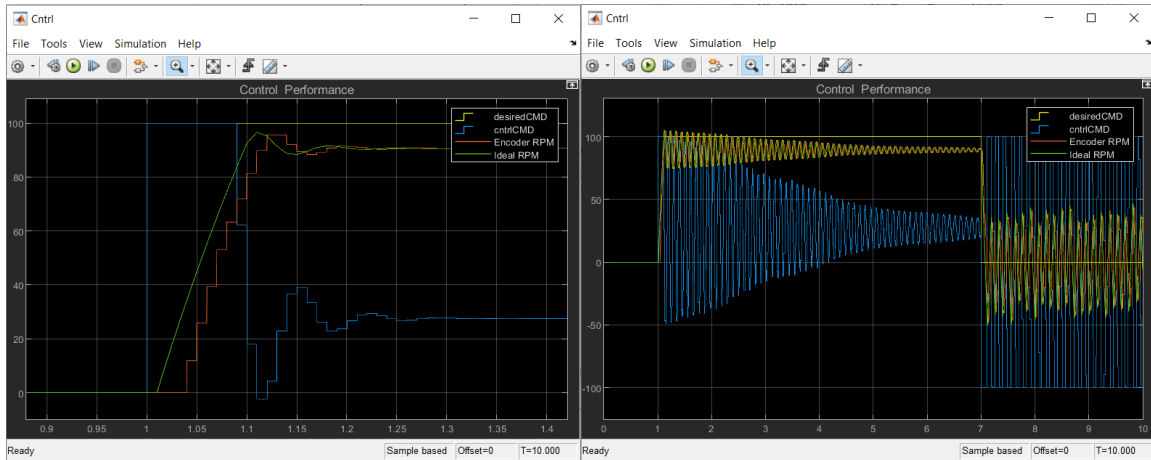 Cntrl
File Tools View Simulation Help
Control Performance
desiredCMD
cntrlCMD
Encoder RPM
Ideal RPM
100
80
60
40
20
0
0.9 0.95 1 1.05 1.1 1.15 1.2 1.25 1.3 1.35 1.4
Ready Sample based Offset=0 T=10.000
Cntrl
File Tools View Simulation Help
Control Performance
desiredCMD
cntrlCMD
Encoder RPM
Ideal RPM
100
50
0
-50
-100
0 1 2 3 4 5 6 7 8 9 10
Ready Sample based Offset=0 T=10.000